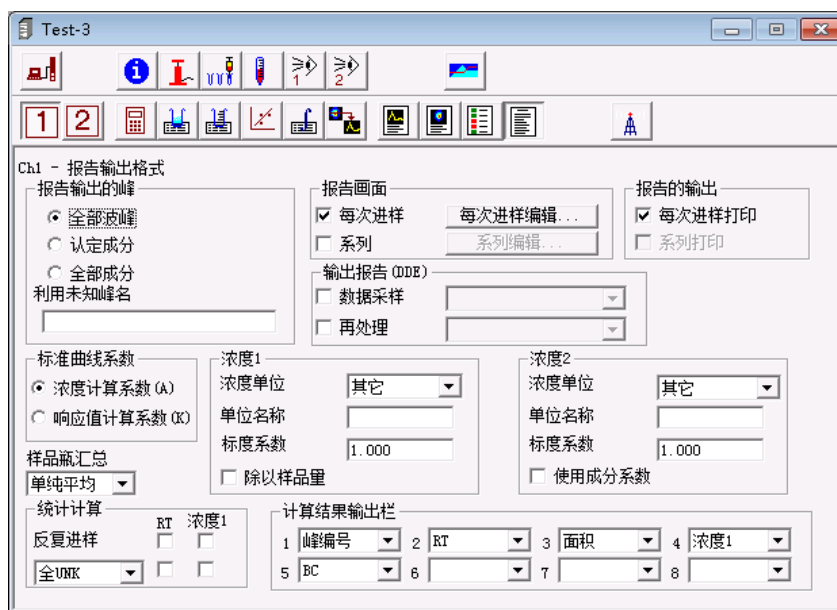 Test-3
1
2
1 2
Ch1 - 报告输出格式
报告输出的峰
全部波峰
认定成分
全部成分
利用未知峰名
报告画面
每次进样 每次进样编辑...
系列 系列编辑...
报告的输出
每次进样打印
系列打印
输出报告(DDE)
数据采样
再处理
标准曲线系数
浓度计算系数(A)
响应值计算系数(K)
样品瓶汇总
单纯平均
浓度1
浓度单位 其它
单位名称
标度系数 1.000
除以样品量
浓度2
浓度单位 其它
单位名称
标度系数 1.000
使用成分系数
统计计算
RT 浓度1
反复进样
全UNK
计算结果输出栏
1 峰编号 2 RT 3 面积 4 浓度1
5 BC 6 7 8